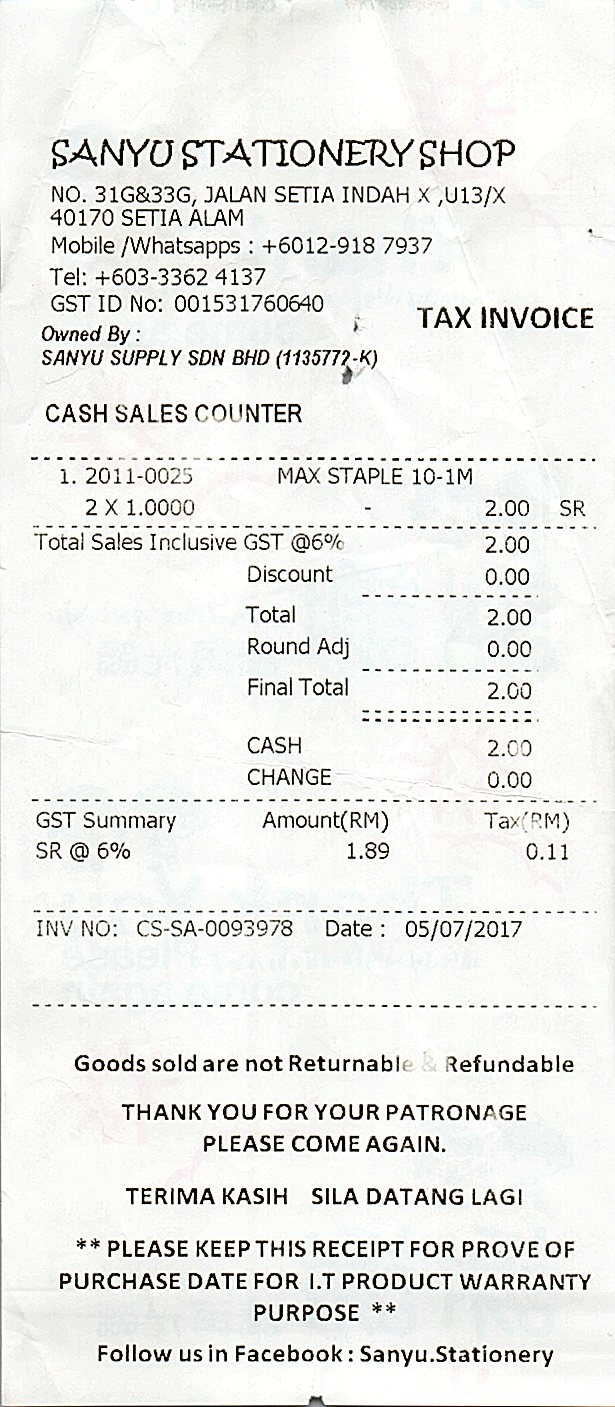 SANYU STATIONERY SHOP
NO. 31G&33G, JALAN SETIA INDAH X ,U13/X
40170 SETIA ALAM
Mobile /Whatsapps : +6012-918 7937
Tel: +603-3362 4137
GST ID No: 001531760640
TAX INVOICE
Owned By :
SANYU SUPPLY SDN BHD (1135772-K)
CASH SALES COUNTER
1. 2011-0025 MAX STAPLE 10-1M
2 X 1.0000 - 2.00 SR
Total Sales Inclusive GST @6% 2.00
Discount 0.00
Total 2.00
Round Adj 0.00
Final Total 2.00
CASH 2.00
CHANGE 0.00
GST Summary Amount(RM) Tax(RM)
SR @ 6% 1.89 0.11
INV NO: CS-SA-0093978 Date : 05/07/2017
Goods sold are not Returnable & Refundable
THANK YOU FOR YOUR PATRONAGE
PLEASE COME AGAIN.
TERIMA KASIH SILA DATANG LAGI
** PLEASE KEEP THIS RECEIPT FOR PROVE OF
PURCHASE DATE FOR I.T PRODUCT WARRANTY
PURPOSE **
Follow us in Facebook : Sanyu.Stationery